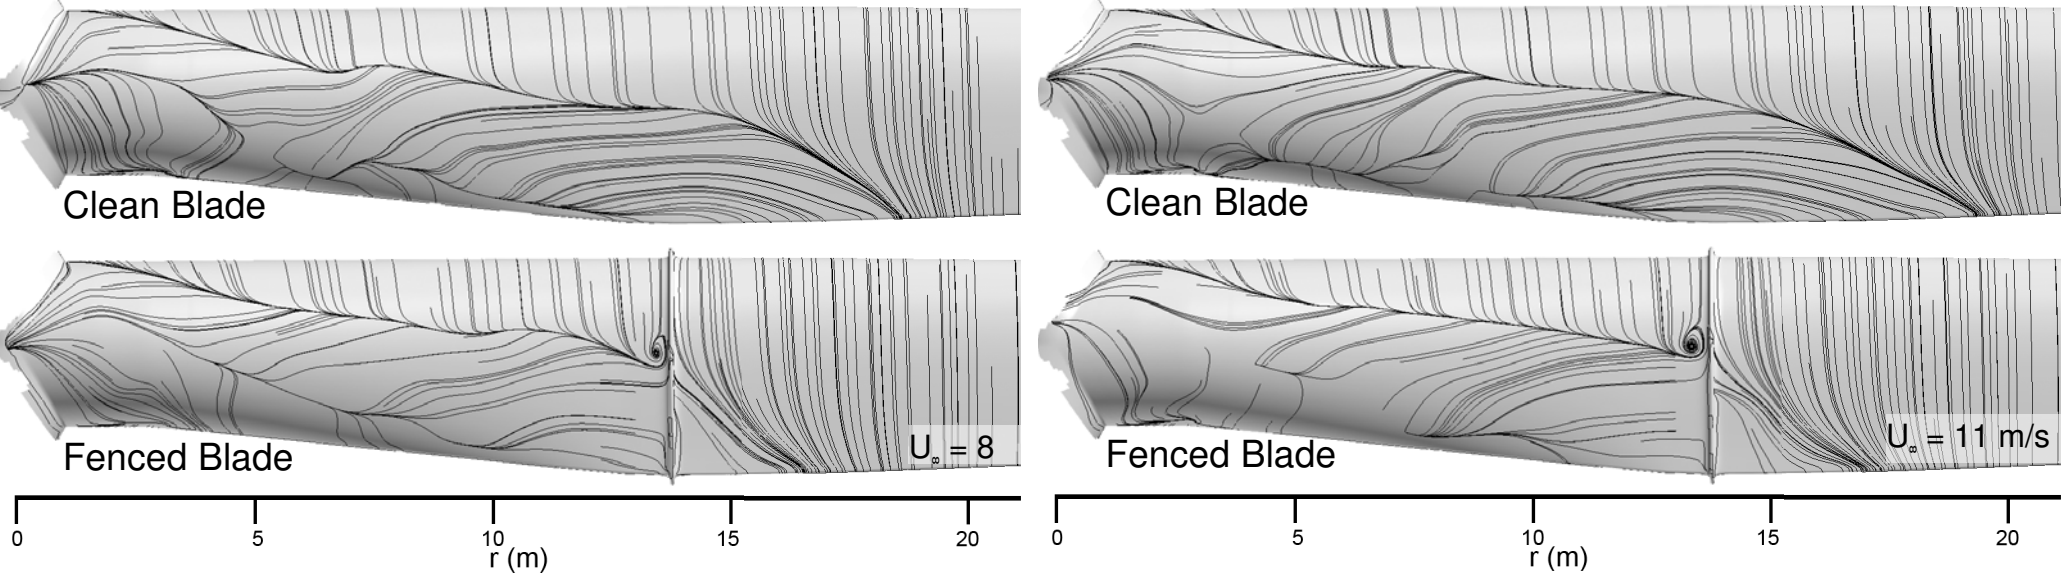 Clean Blade
Clean Blade
Fenced Blade
U∞ = 8
Fenced Blade
U∞ = 11 m/s
0 5 10 15 20
r (m)
0 5 10 15 20
r (m)